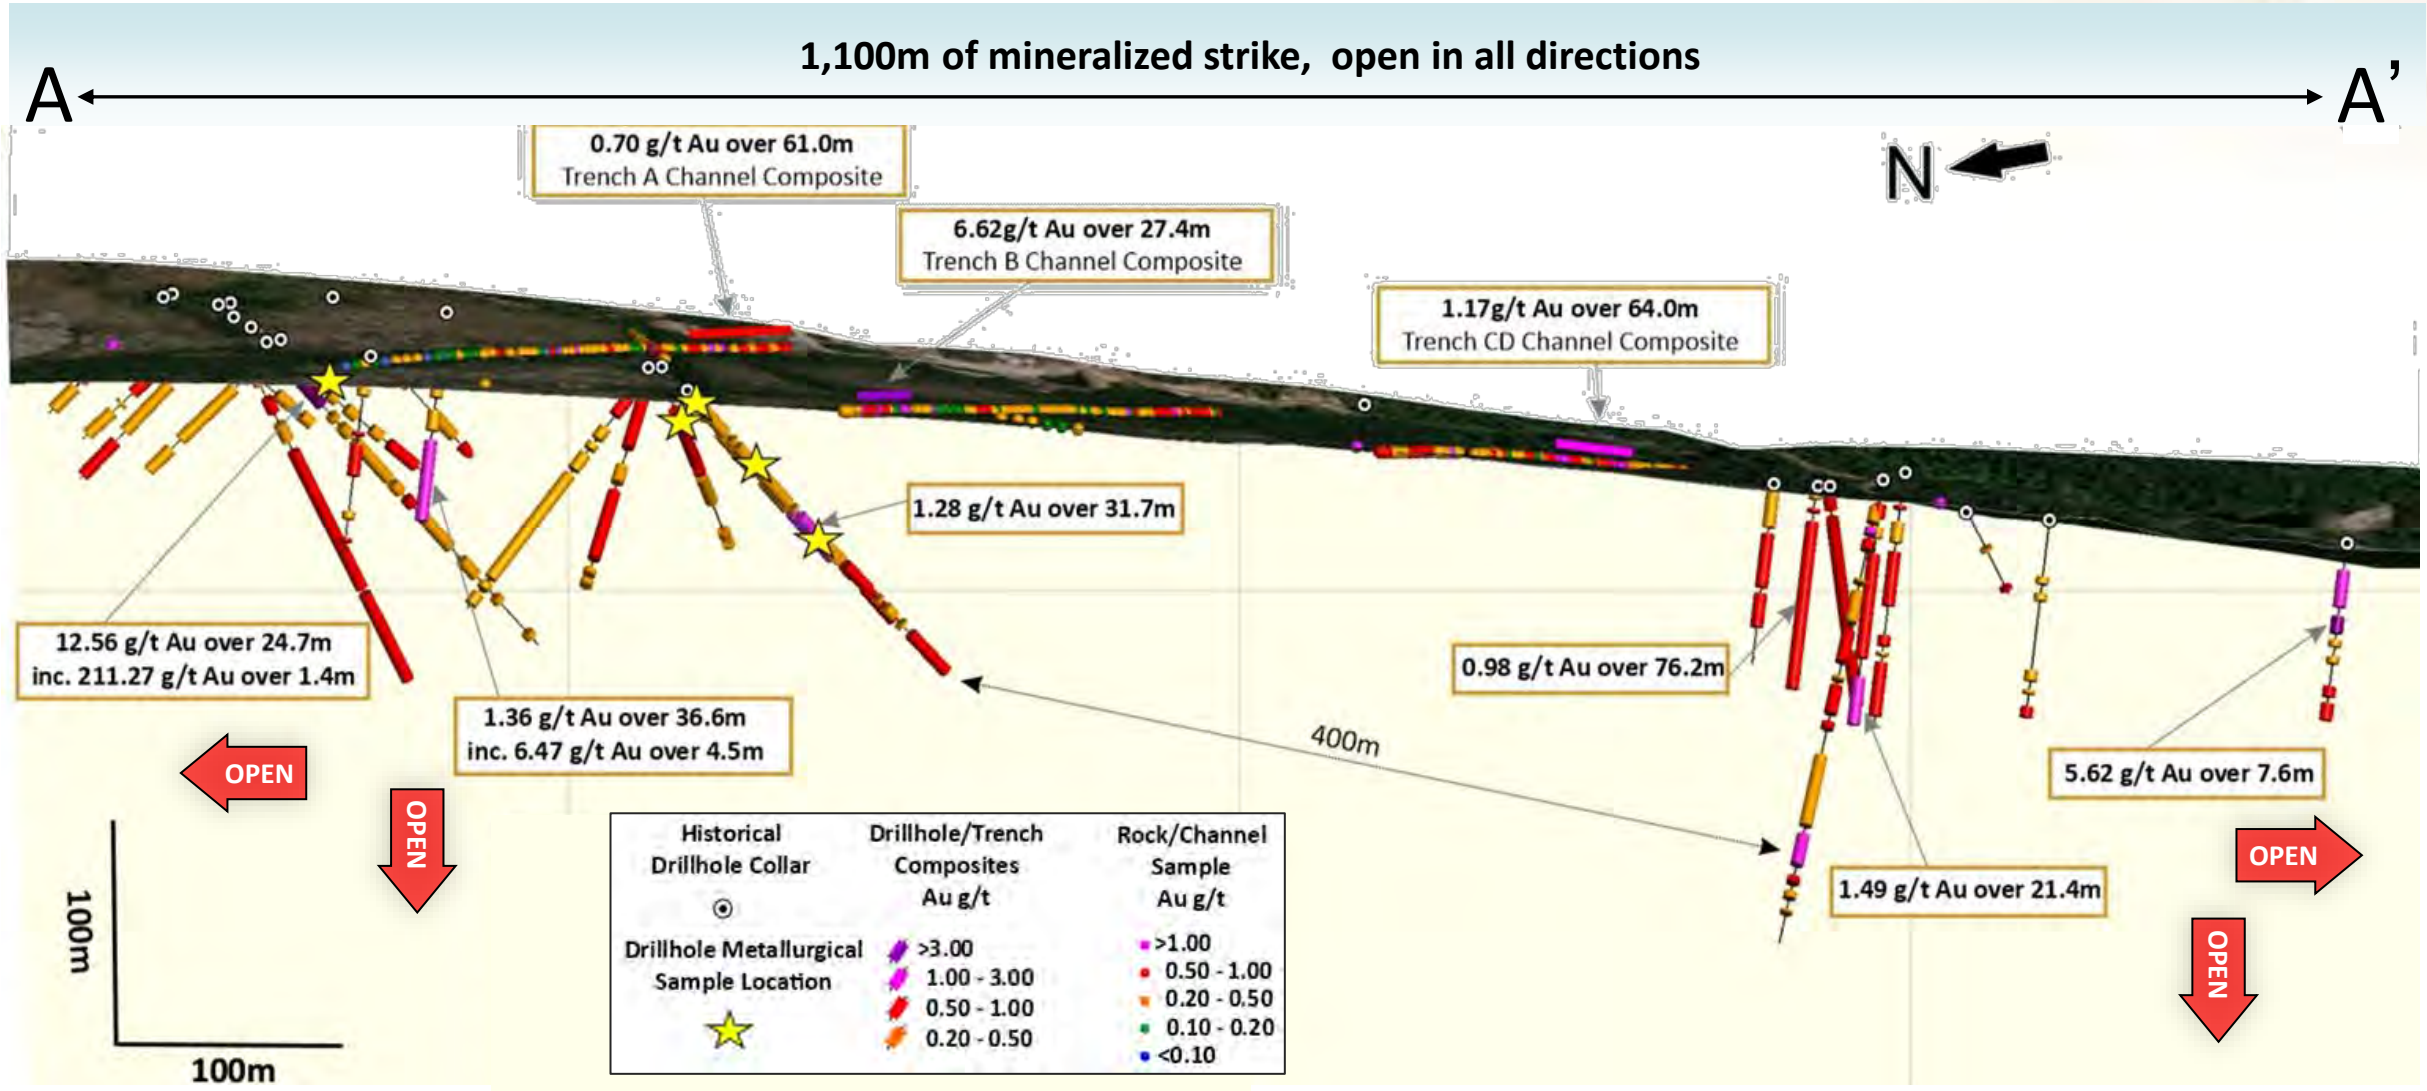 1,100m of mineralized strike, open in all directions
A
A’
0.70 g/t Au over 61.0m
Trench A Channel Composite
N
6.62g/t Au over 27.4m
Trench B Channel Composite
1.17g/t Au over 64.0m
Trench CD Channel Composite
1.28 g/t Au over 31.7m
12.56 g/t Au over 24.7m
inc. 211.27 g/t Au over 1.4m
0.98 g/t Au over 76.2m
1.36 g/t Au over 36.6m
inc. 6.47 g/t Au over 4.5m
400m
5.62 g/t Au over 7.6m
OPEN
OPEN
OPEN
1.49 g/t Au over 21.4m
OPEN
100m
100m
Historical
Drillhole Collar
Drillhole Metallurgical
Sample Location
Drillhole/Trench
Composites
Au g/t
>3.00
1.00 - 3.00
0.50 - 1.00
0.20 - 0.50
Rock/Channel
Sample
Au g/t
>1.00
0.50 - 1.00
0.20 - 0.50
0.10 - 0.20
<0.10